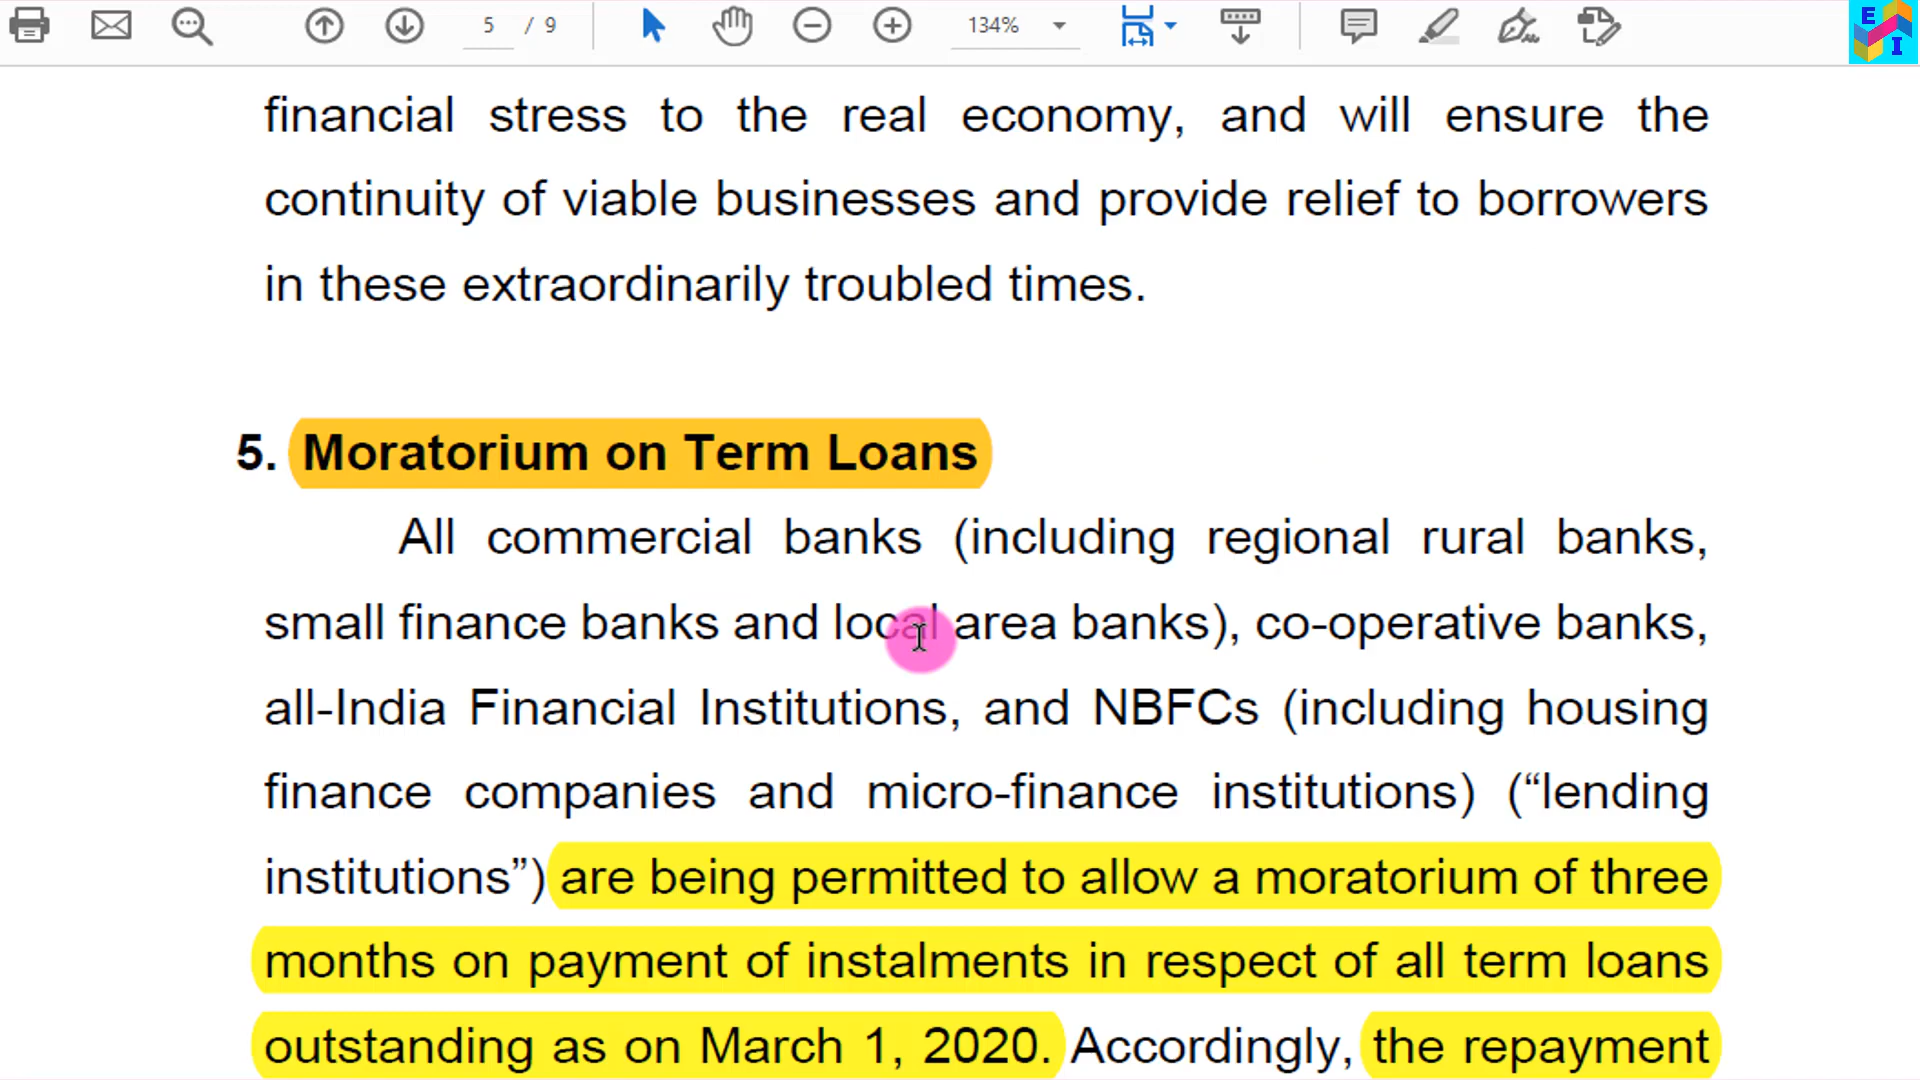 5 / 9 134%
E
I
financial stress to the real economy, and will ensure the
continuity of viable businesses and provide relief to borrowers
in these extraordinarily troubled times.
5. Moratorium on Term Loans
All commercial banks (including regional rural banks,
small finance banks and local area banks), co-operative banks,
all-India Financial Institutions, and NBFCs (including housing
finance companies and micro-finance institutions) (“lending
institutions”) are being permitted to allow a moratorium of three
months on payment of instalments in respect of all term loans
outstanding as on March 1, 2020. Accordingly, the repayment